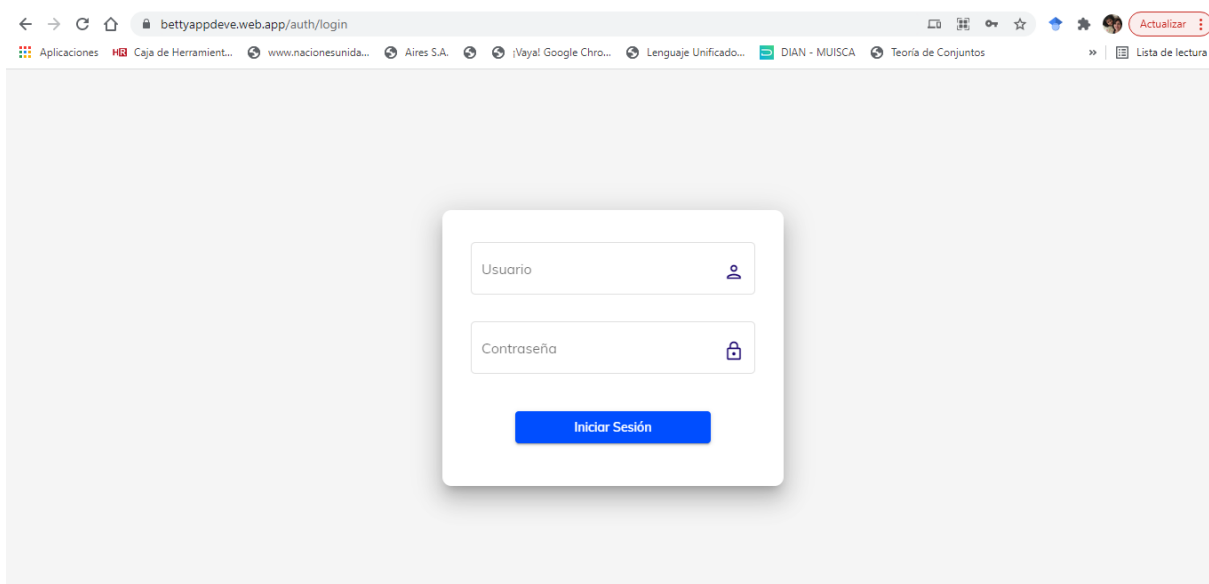 bettyappdeve.web.app/auth/login
Actualizar
Aplicaciones HB Caja de Herramient... www.nacionesunida... Aires S.A. ¡Vaya! Google Chro... Lenguaje Unificado... DIAN - MUISCA Teoría de Conjuntos » Lista de lectura
Usuario
Contraseña
Iniciar Sesión